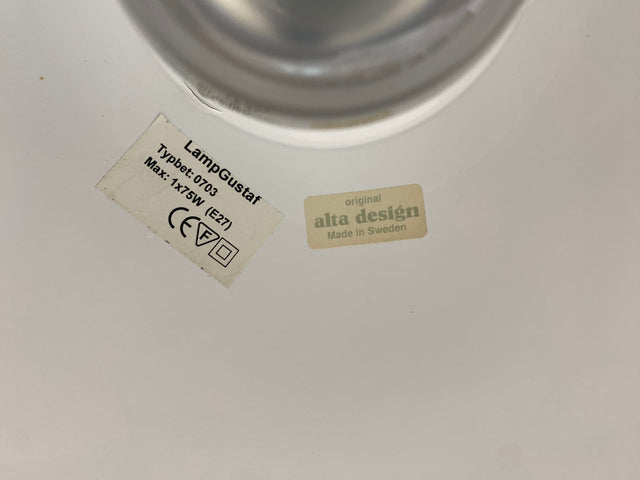 LampGustaf
Typbet: 0703
Max: 1x75W (E27)
CE F
original
alta design
Made in Sweden